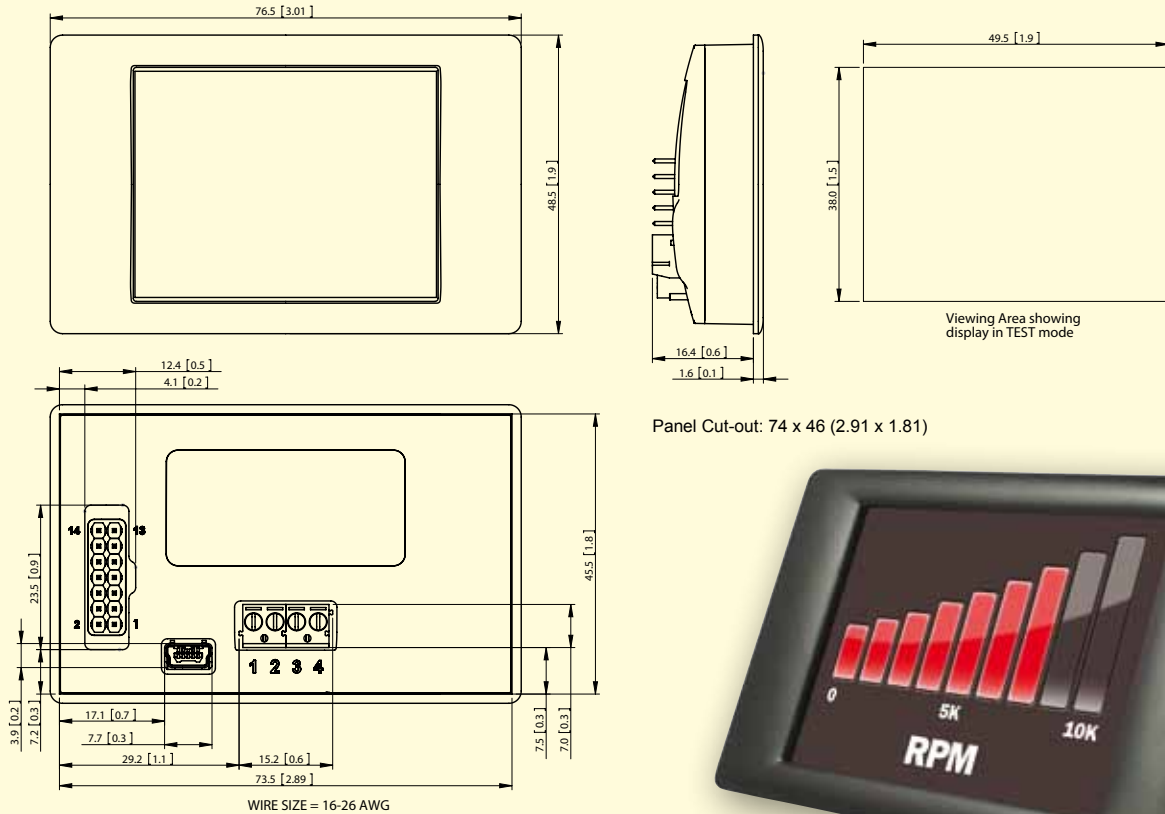 76.5 [3.01]
48.5 [1.9]
16.4 [0.6]
1.6 [0.1]
49.5 [1.9]
38.0 [1.5]
Viewing Area showing
display in TEST mode
Panel Cut-out: 74 x 46 (2.91 x 1.81)
12.4 [0.5]
4.1 [0.2]
14 13
2 1
23.5 [0.9]
3.9 [0.2]
7.2 [0.3]
1 2 3 4
45.5 [1.8]
7.5 [0.3]
7.0 [0.3]
17.1 [0.7]
7.7 [0.3]
29.2 [1.1]
15.2 [0.6]
73.5 [2.89]
WIRE SIZE = 16-26 AWG
0
5K
10K
RPM